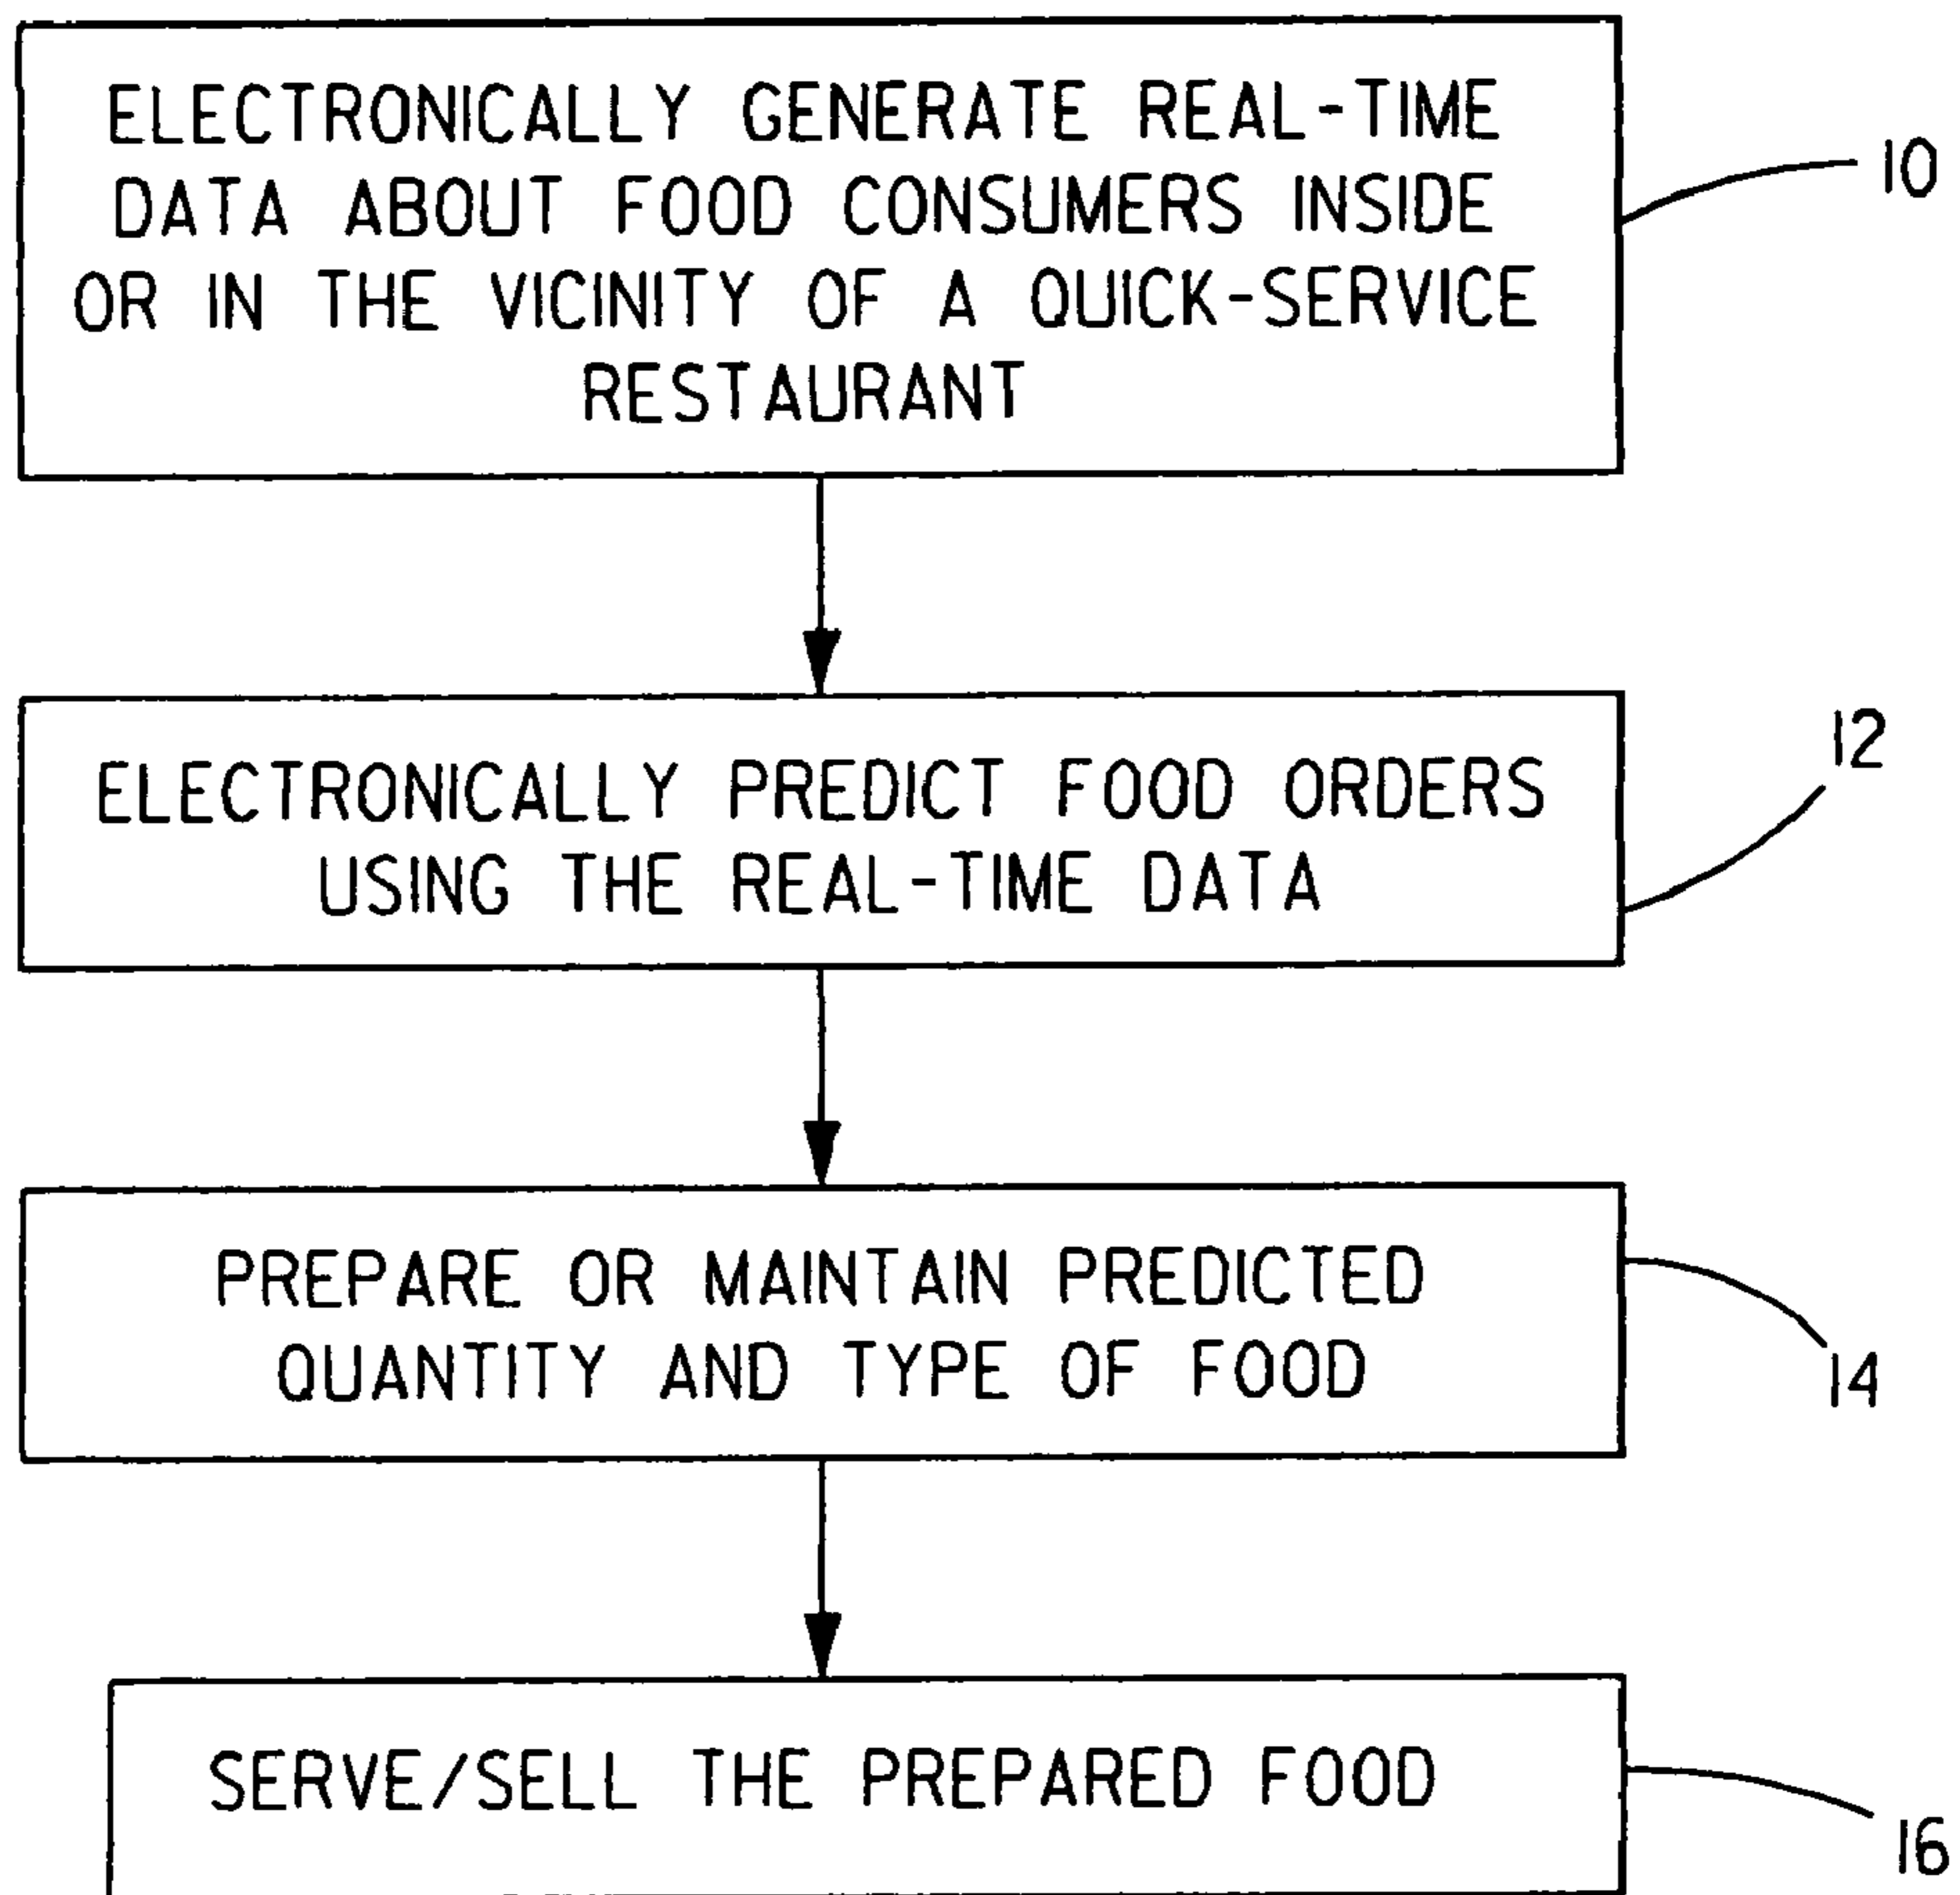 ELECTRONICALLY GENERATE REAL-TIME
DATA ABOUT FOOD CONSUMERS INSIDE
OR IN THE VICINITY OF A QUICK-SERVICE
RESTAURANT
10
ELECTRONICALLY PREDICT FOOD ORDERS
USING THE REAL-TIME DATA
12
PREPARE OR MAINTAIN PREDICTED
QUANTITY AND TYPE OF FOOD
14
SERVE/SELL THE PREPARED FOOD
16